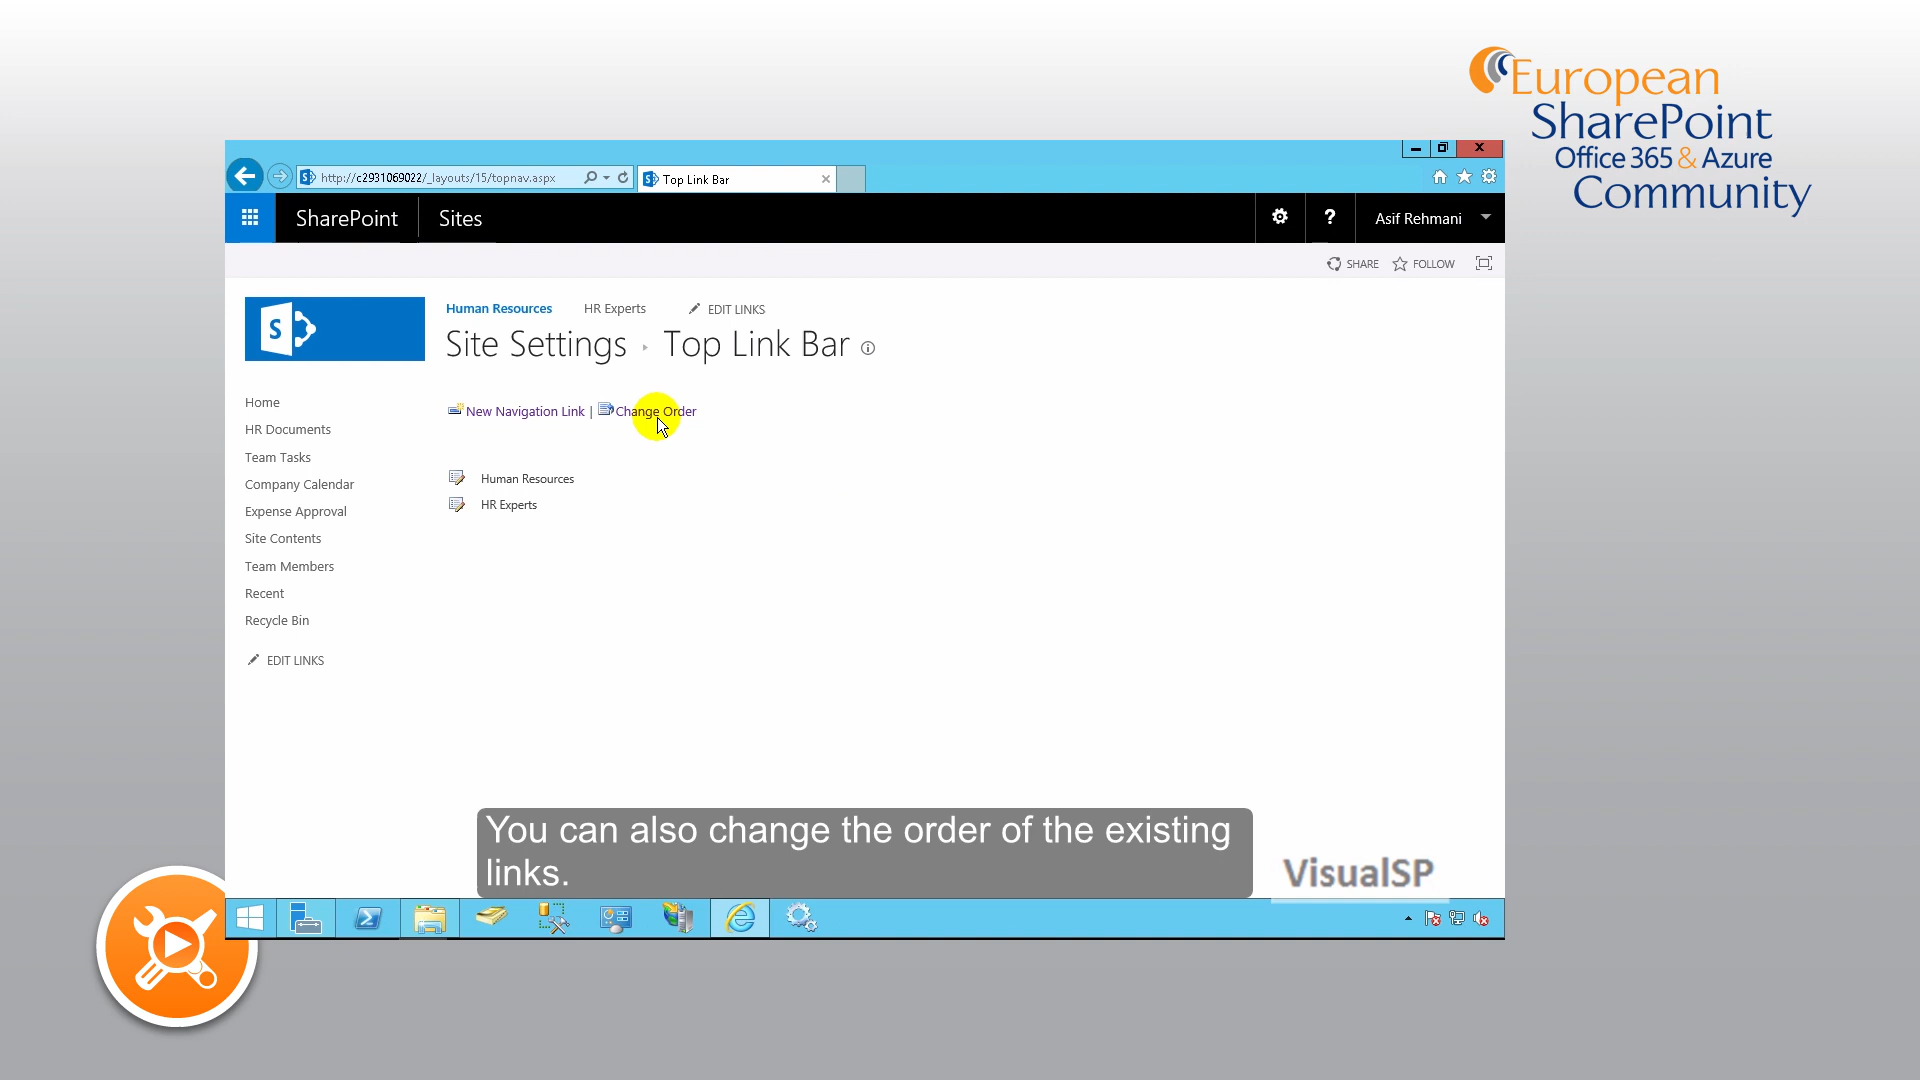 European
SharePoint
Office 365 & Azure
Community
http://c2931069022/_layouts/15/topnav.aspx
Top Link Bar
SharePoint
Sites
Asif Rehmani
SHARE
FOLLOW
Human Resources
HR Experts
EDIT LINKS
Site Settings
Top Link Bar
New Navigation Link | Change Order
Human Resources
HR Experts
Home
HR Documents
Team Tasks
Company Calendar
Expense Approval
Site Contents
Team Members
Recent
Recycle Bin
EDIT LINKS
You can also change the order of the existing
links.
VisualSP